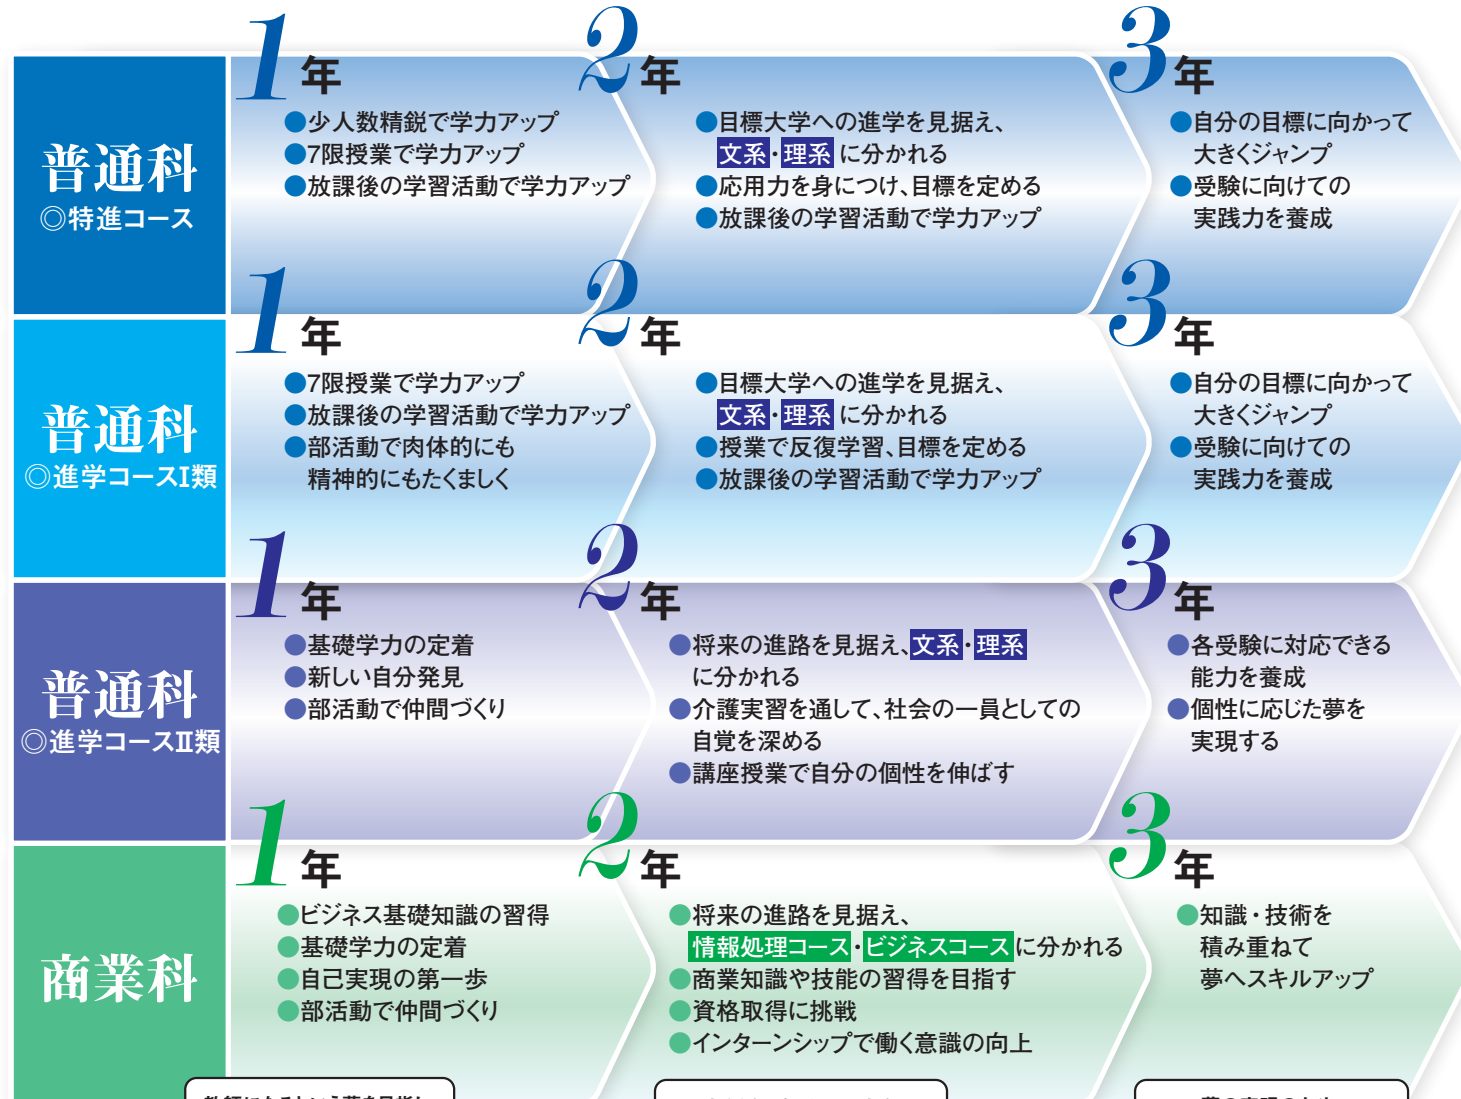 普通科
◎特進コース
1年
●少人数精鋭で学力アップ
●7限授業で学力アップ
●放課後の学習活動で学力アップ
2年
●目標大学への進学を見据え、
文系・理系 に分かれる
●応用力を身につけ、目標を定める
●放課後の学習活動で学力アップ
3年
●自分の目標に向かって
大きくジャンプ
●受験に向けての
実践力を養成
普通科
◎進学コースI類
1年
●7限授業で学力アップ
●放課後の学習活動で学力アップ
●部活動で肉体的にも
精神的にもたくましく
2年
●目標大学への進学を見据え、
文系・理系 に分かれる
●授業で反復学習、目標を定める
●放課後の学習活動で学力アップ
3年
●自分の目標に向かって
大きくジャンプ
●受験に向けての
実践力を養成
普通科
◎進学コースII類
1年
●基礎学力の定着
●新しい自分発見
●部活動で仲間づくり
2年
●将来の進路を見据え、文系・理系
に分かれる
●介護実習を通して、社会の一員としての
自覚を深める
●講座授業で自分の個性を伸ばす
3年
●各受験に対応できる
能力を養成
●個性に応じた夢を
実現する
商業科
1年
●ビジネス基礎知識の習得
●基礎学力の定着
●自己実現の第一歩
●部活動で仲間づくり
2年
●将来の進路を見据え、
情報処理コース・ビジネスコース に分かれる
●商業知識や技能の習得を目指す
●資格取得に挑戦
●インターンシップで働く意識の向上
3年
●知識・技術を
積み重ねて
夢へスキルアップ